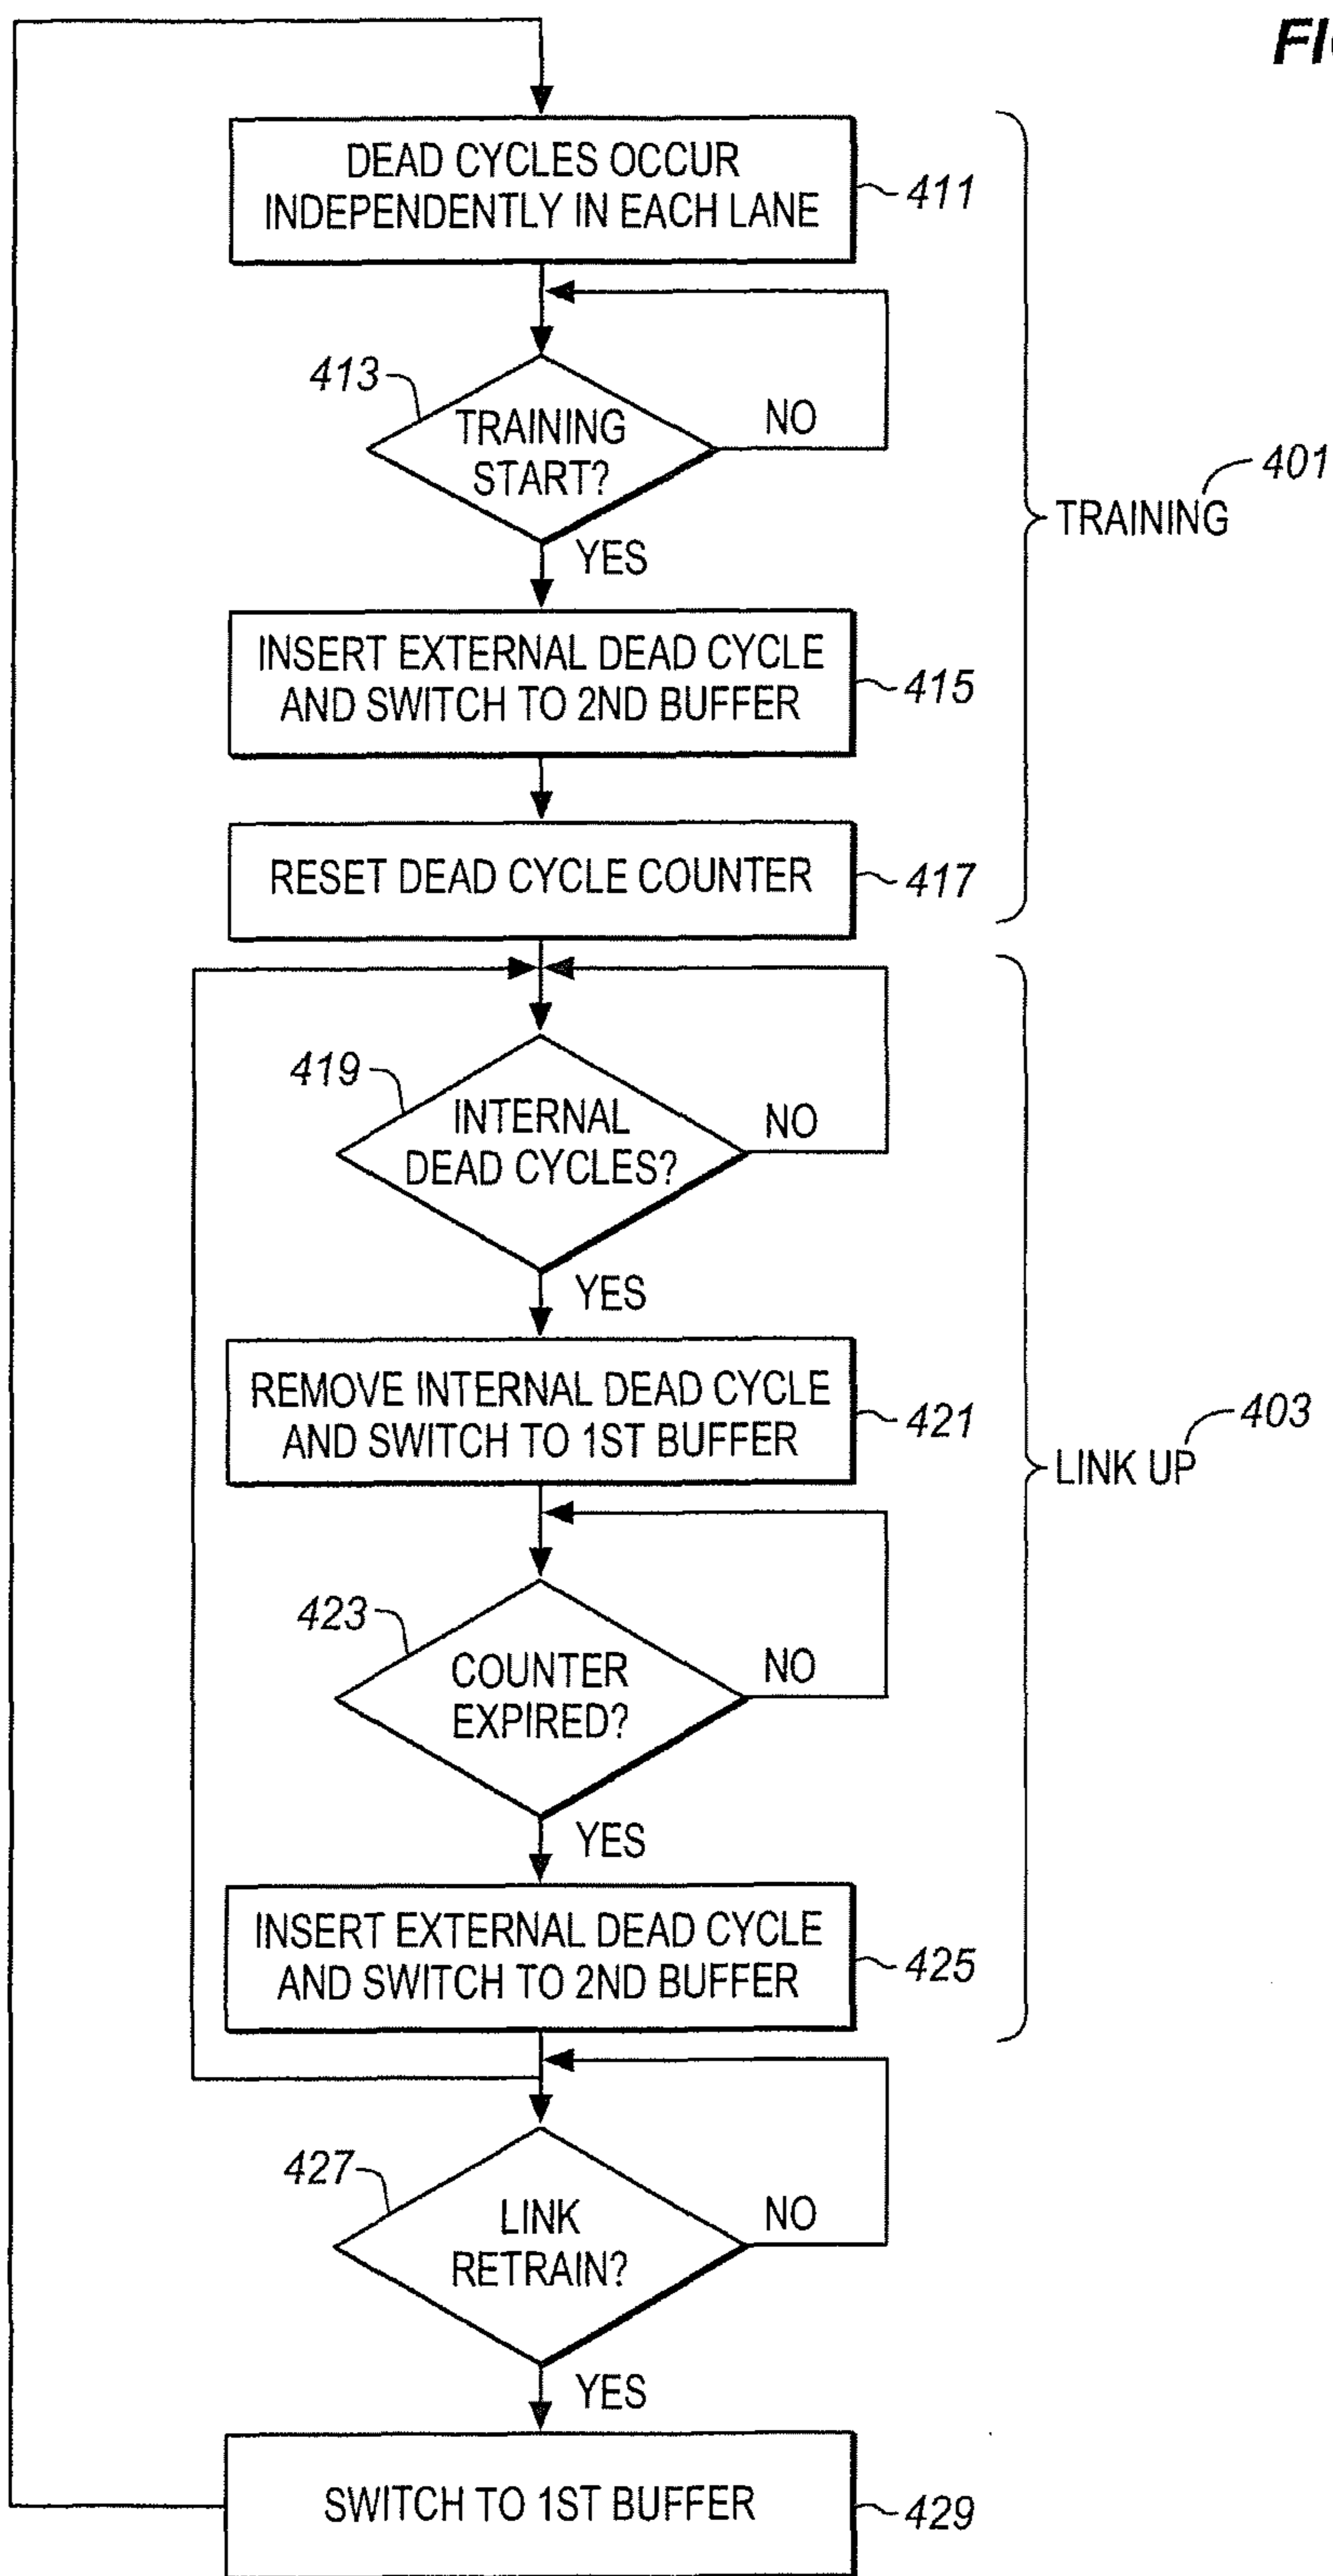 FI
DEAD CYCLES OCCUR
INDEPENDENTLY IN EACH LANE
411
413
TRAINING
START?
NO
TRAINING
401
YES
INSERT EXTERNAL DEAD CYCLE
AND SWITCH TO 2ND BUFFER
415
RESET DEAD CYCLE COUNTER
417
419
INTERNAL
DEAD CYCLES?
NO
YES
REMOVE INTERNAL DEAD CYCLE
AND SWITCH TO 1ST BUFFER
421
LINK UP
403
423
COUNTER
EXPIRED?
NO
YES
INSERT EXTERNAL DEAD CYCLE
AND SWITCH TO 2ND BUFFER
425
427
LINK
RETRAIN?
NO
YES
SWITCH TO 1ST BUFFER
429